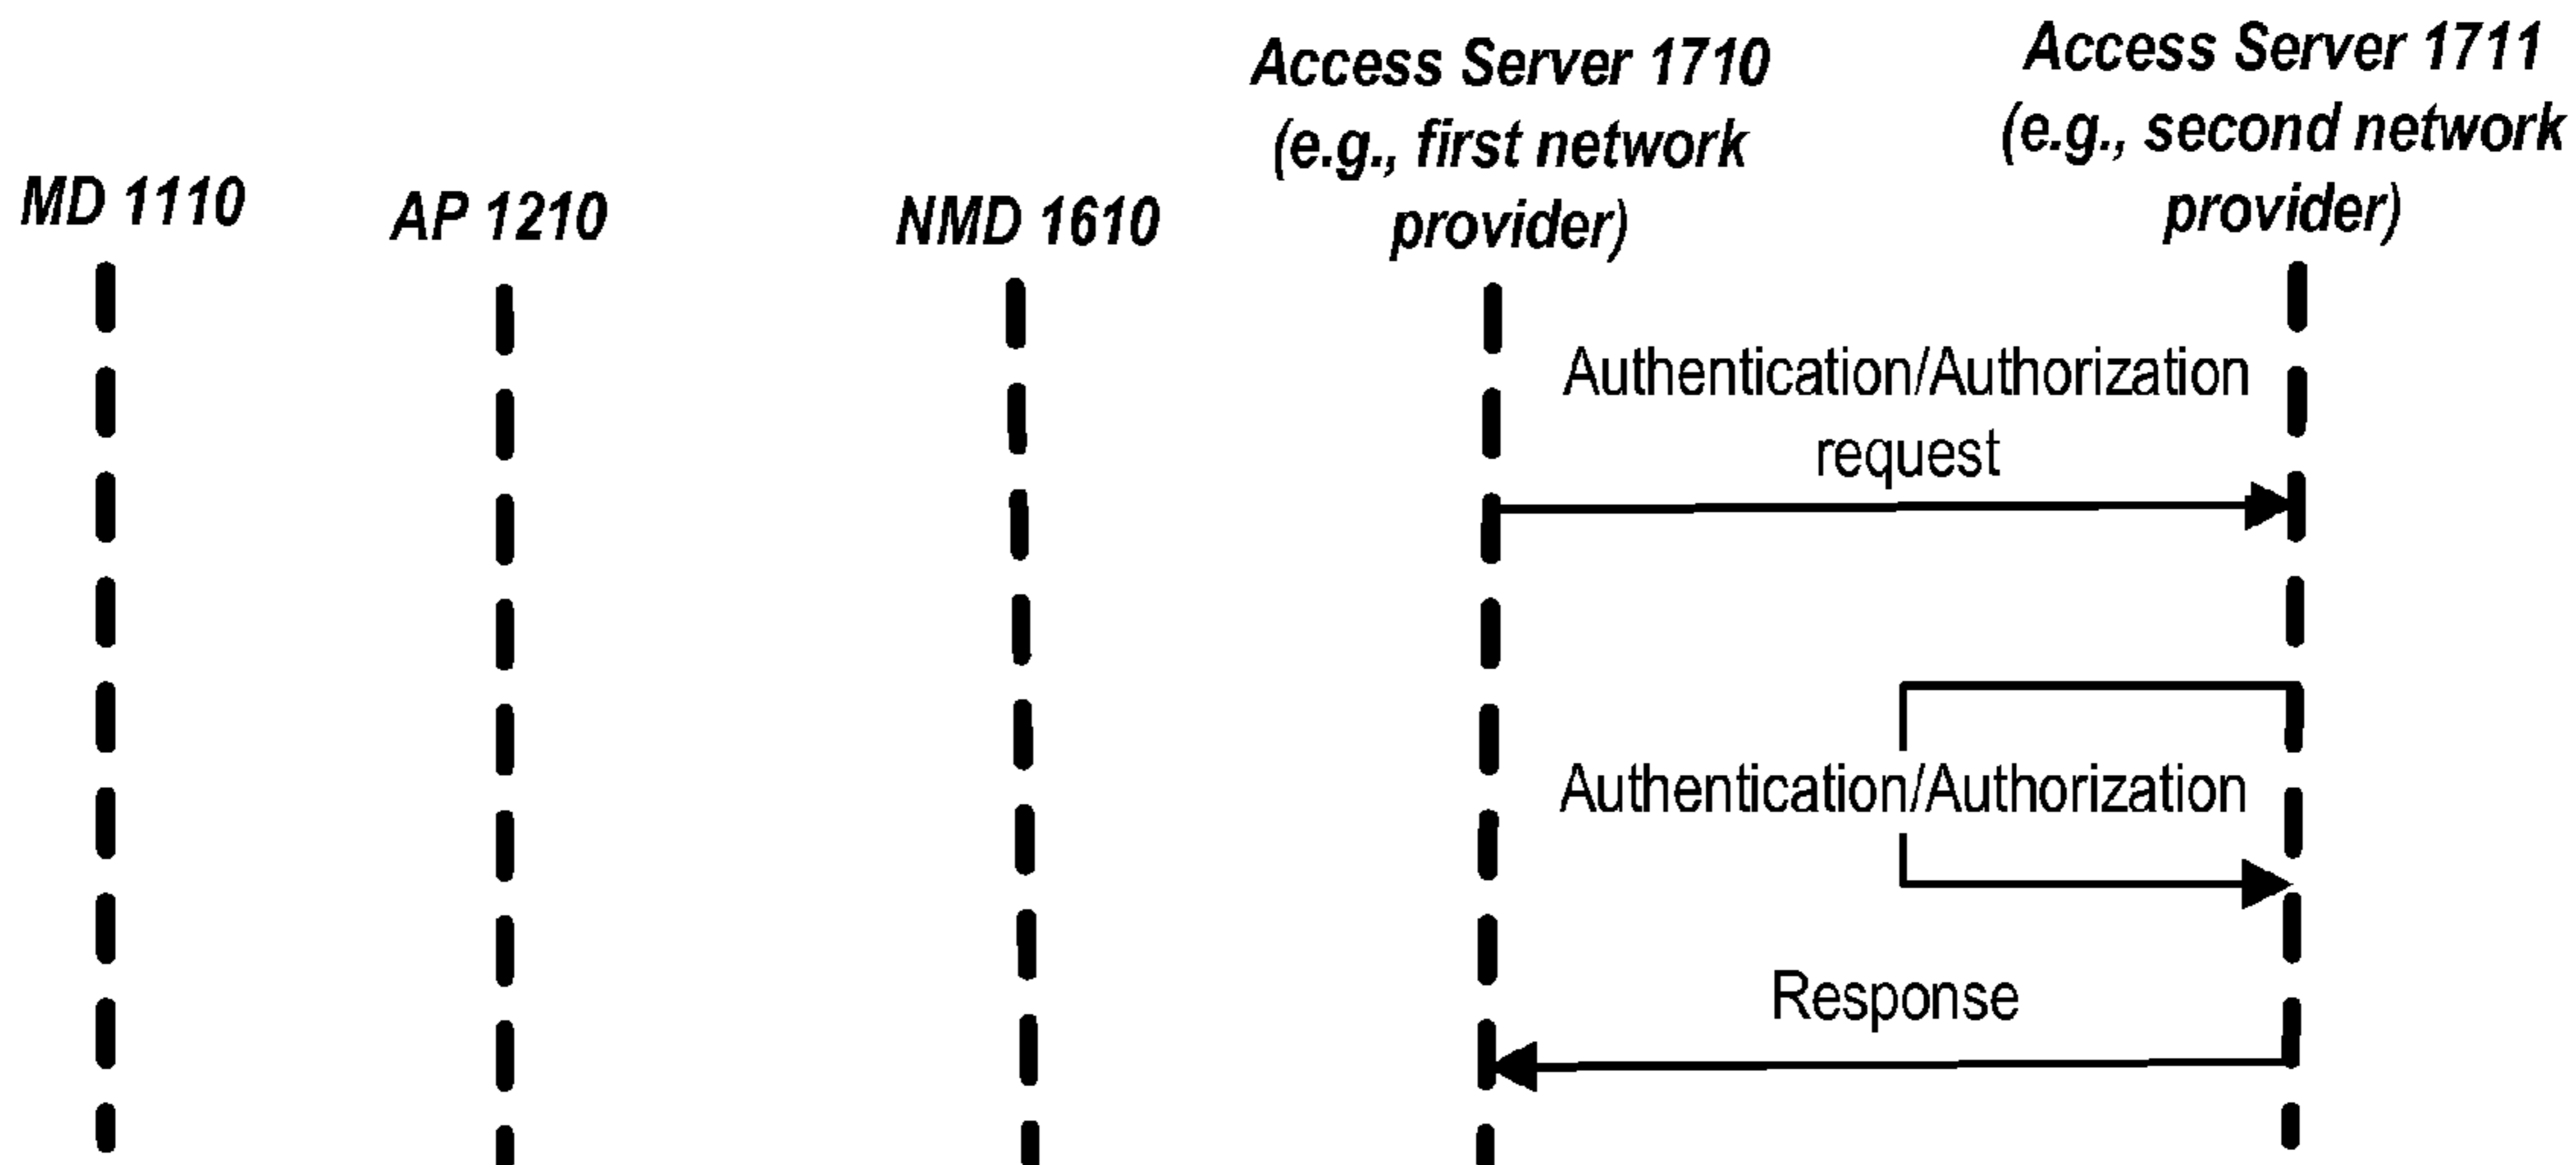 MD 1110
AP 1210
NMD 1610
Access Server 1710
(e.g., first network
provider)
Access Server 1711
(e.g., second network
provider)
Authentication/Authorization
request
Authentication/Authorization
Response